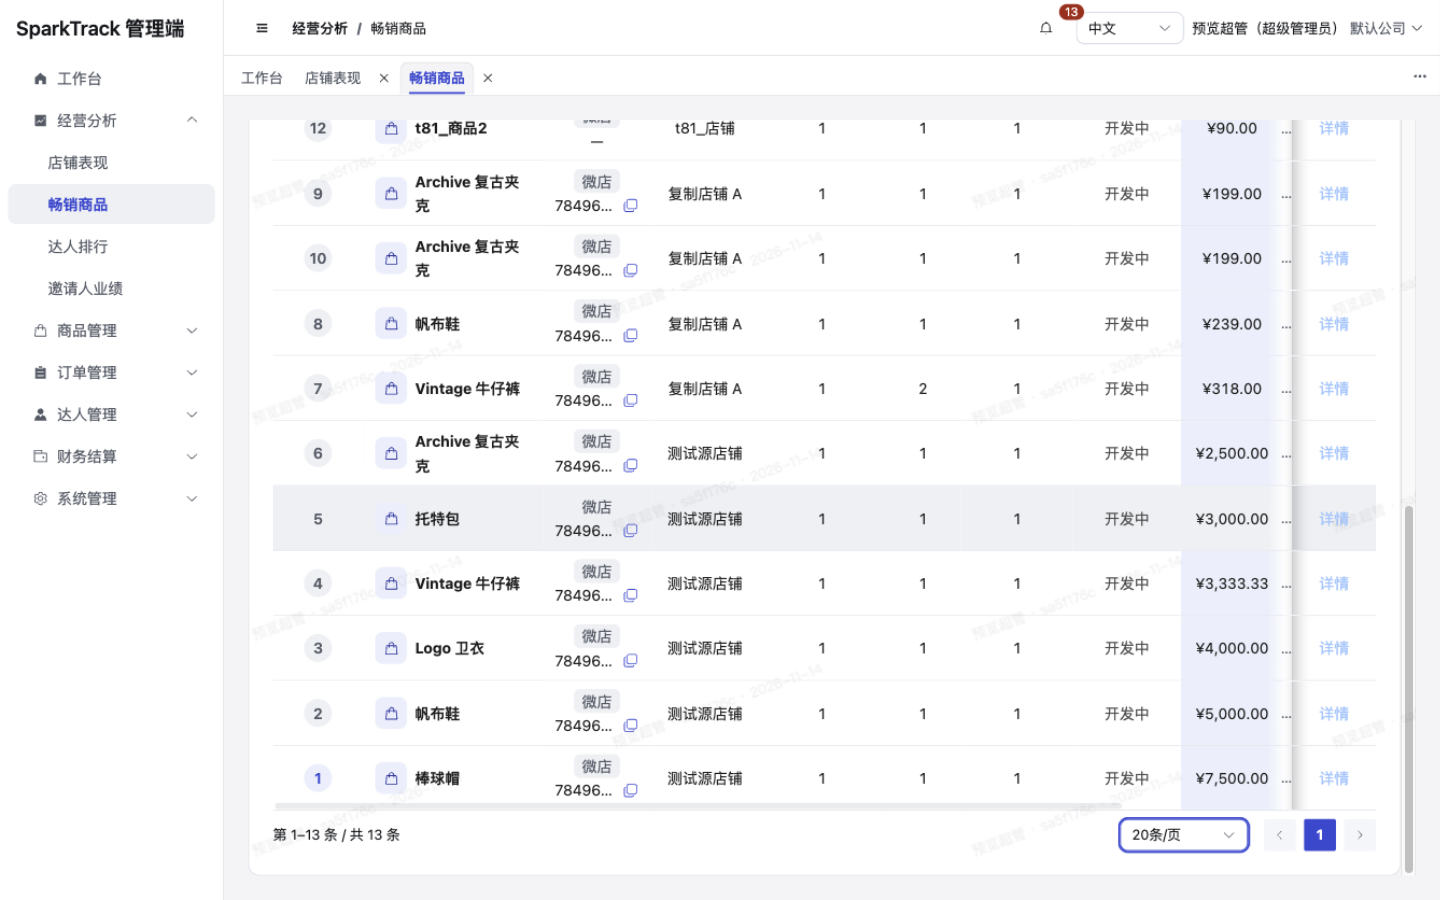 SparkTrack 管理端
经营分析 / 畅销商品
13
中文
预览超管（超级管理员）
默认公司
工作台
店铺表现
畅销商品
工作台
经营分析
店铺表现
畅销商品
达人排行
邀请人业绩
商品管理
订单管理
达人管理
财务结算
系统管理
12 t81_商品2 — t81_店铺 1 1 1 开发中 ¥90.00 ... 详情
9 Archive 复古夹克 微店 78496... 复制店铺 A 1 1 1 开发中 ¥199.00 ... 详情
10 Archive 复古夹克 微店 78496... 复制店铺 A 1 1 1 开发中 ¥199.00 ... 详情
8 帆布鞋 微店 78496... 复制店铺 A 1 1 1 开发中 ¥239.00 ... 详情
7 Vintage 牛仔裤 微店 78496... 复制店铺 A 1 2 1 开发中 ¥318.00 ... 详情
6 Archive 复古夹克 微店 78496... 测试源店铺 1 1 1 开发中 ¥2,500.00 ... 详情
5 托特包 微店 78496... 测试源店铺 1 1 1 开发中 ¥3,000.00 ... 详情
4 Vintage 牛仔裤 微店 78496... 测试源店铺 1 1 1 开发中 ¥3,333.33 ... 详情
3 Logo 卫衣 微店 78496... 测试源店铺 1 1 1 开发中 ¥4,000.00 ... 详情
2 帆布鞋 微店 78496... 测试源店铺 1 1 1 开发中 ¥5,000.00 ... 详情
1 棒球帽 微店 78496... 测试源店铺 1 1 1 开发中 ¥7,500.00 ... 详情
第 1–13 条 / 共 13 条
20条/页
1
预览超管 · sa5f176c · 2026-11-14